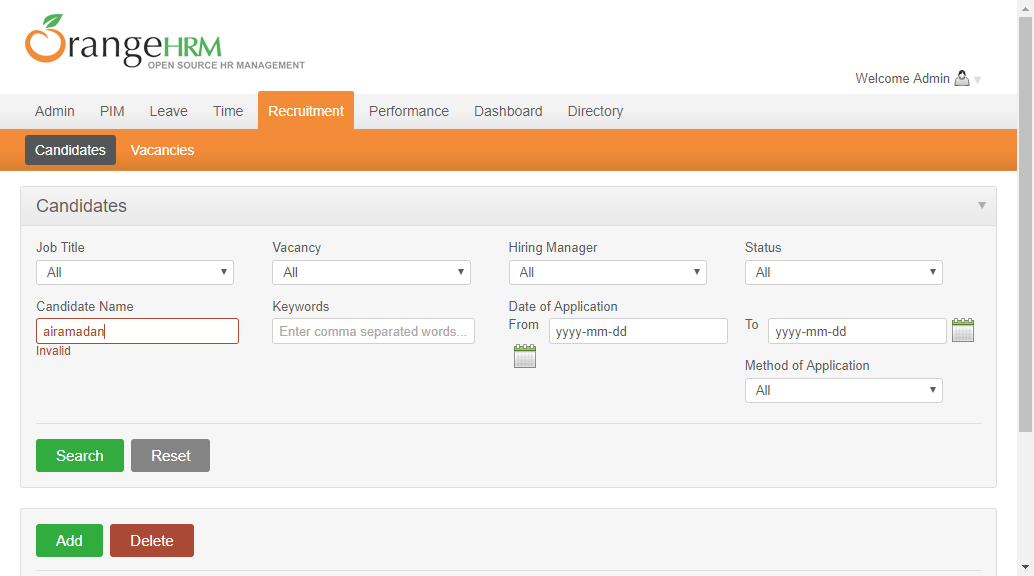 OrangeHRM
OPEN SOURCE HR MANAGEMENT
Welcome Admin
Admin PIM Leave Time Recruitment Performance Dashboard Directory
Candidates Vacancies
Candidates
Job Title Vacancy Hiring Manager Status
All All All All
Candidate Name Keywords Date of Application
airamadan Enter comma separated words... From yyyy-mm-dd To yyyy-mm-dd
Invalid
Method of Application
All
Search Reset
Add Delete